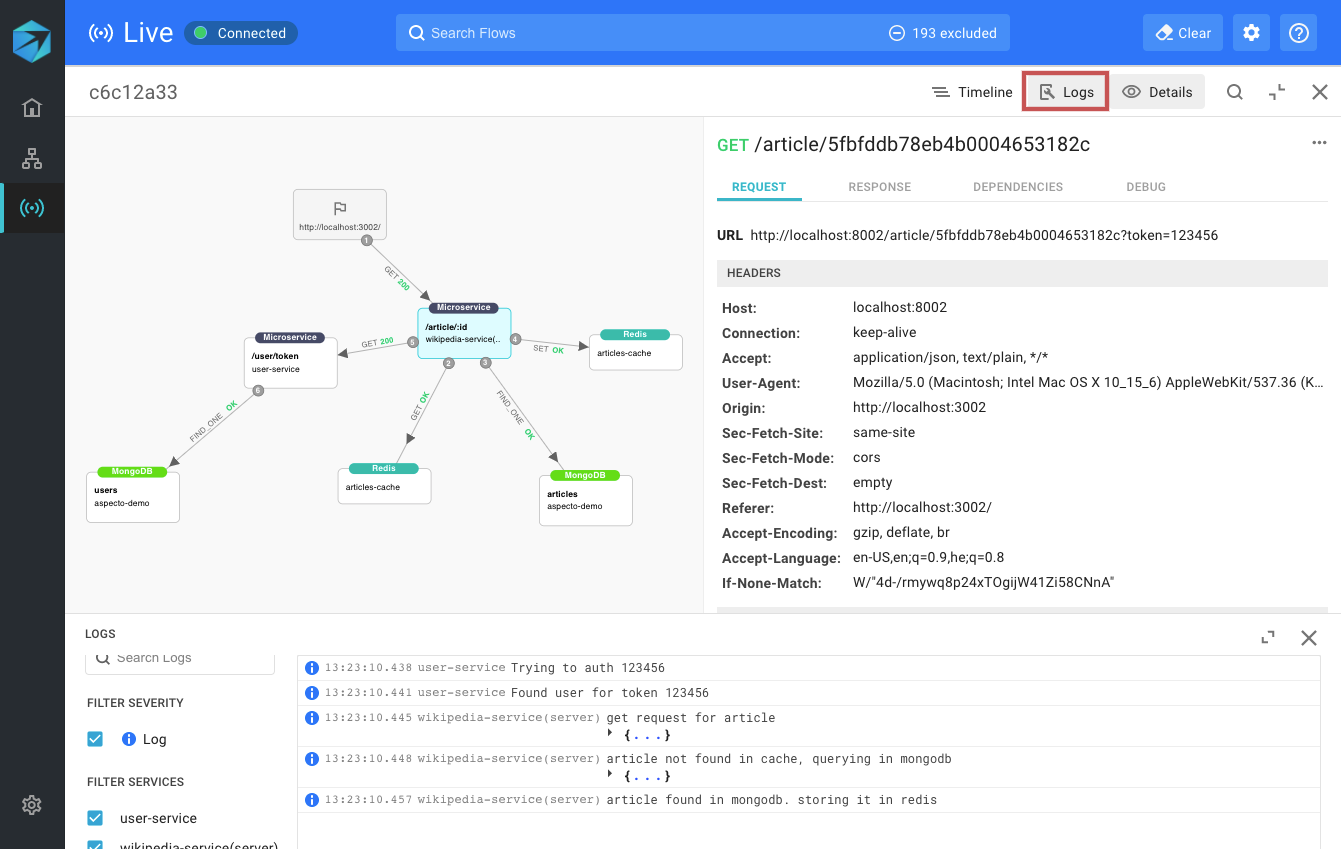 Live
Connected
Search Flows
193 excluded
Clear
c6c12a33
Timeline
Logs
Details
http://localhost:3002/
1
GET 200
Microservice
/article/:id
wikipedia-service(..
5
4
2
3
GET 200
SET OK
Microservice
/user/token
user-service
6
Redis
articles-cache
FIND_ONE OK
GET OK
FIND_ONE OK
MongoDB
users
aspecto-demo
Redis
articles-cache
MongoDB
articles
aspecto-demo
GET /article/5fbfddb78eb4b0004653182c
REQUEST RESPONSE DEPENDENCIES DEBUG
URL http://localhost:8002/article/5fbfddb78eb4b0004653182c?token=123456
HEADERS
Host: localhost:8002
Connection: keep-alive
Accept: application/json, text/plain, */*
User-Agent: Mozilla/5.0 (Macintosh; Intel Mac OS X 10_15_6) AppleWebKit/537.36 (K...
Origin: http://localhost:3002
Sec-Fetch-Site: same-site
Sec-Fetch-Mode: cors
Sec-Fetch-Dest: empty
Referer: http://localhost:3002/
Accept-Encoding: gzip, deflate, br
Accept-Language: en-US,en;q=0.9,he;q=0.8
If-None-Match: W/"4d-/rmywq8p24xTOgijW41Zi58CNnA"
LOGS
Search Logs
FILTER SEVERITY
Log
FILTER SERVICES
user-service
wikipedia-service(server)
13:23:10.438 user-service Trying to auth 123456
13:23:10.441 user-service Found user for token 123456
13:23:10.445 wikipedia-service(server) get request for article
{...}
13:23:10.448 wikipedia-service(server) article not found in cache, querying in mongodb
{...}
13:23:10.457 wikipedia-service(server) article found in mongodb. storing it in redis